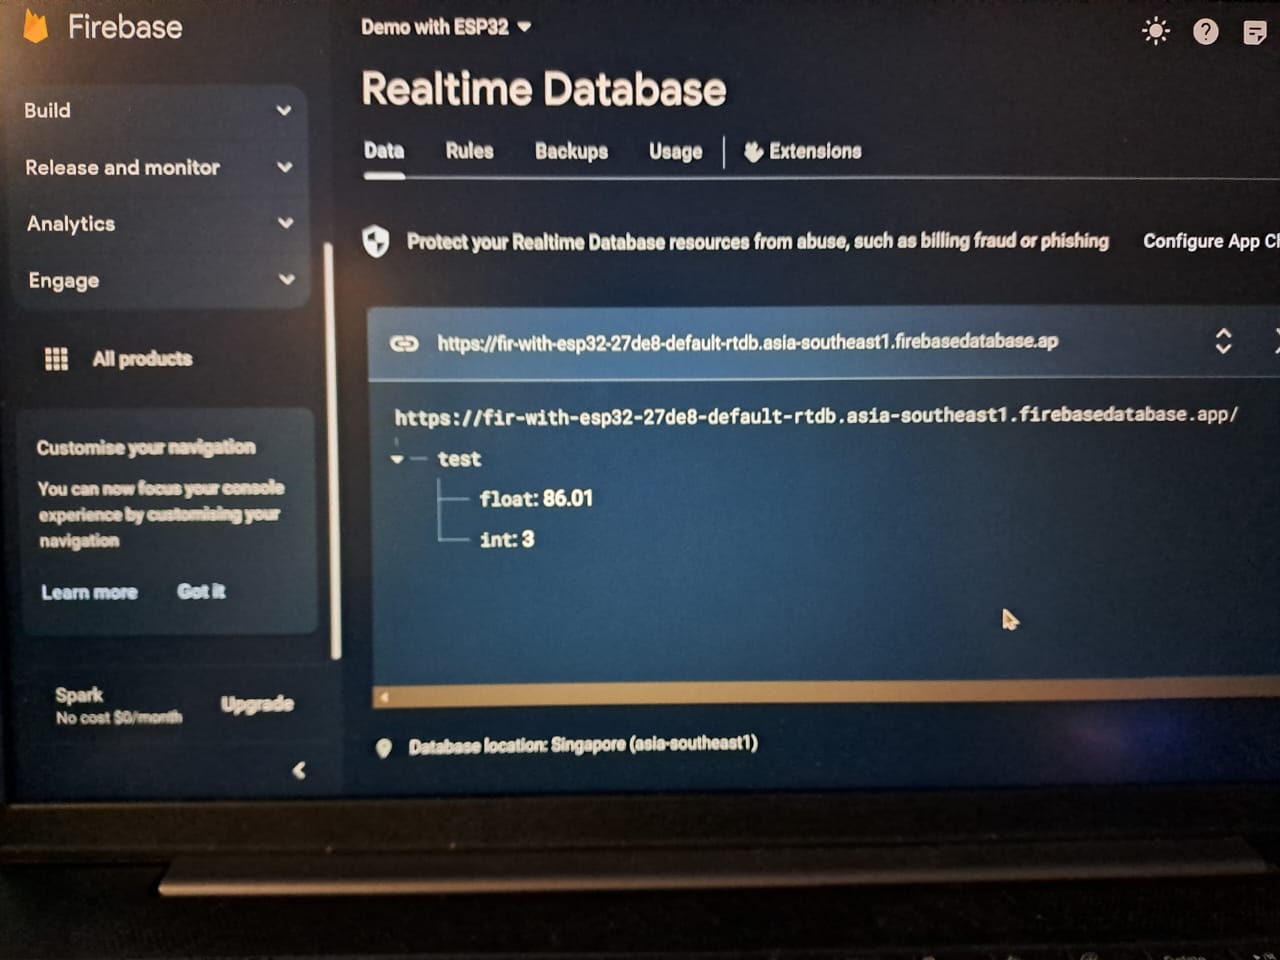 Firebase
Demo with ESP32
Realtime Database
Build
Release and monitor
Analytics
Engage
All products
Data Rules Backups Usage Extensions
Protect your Realtime Database resources from abuse, such as billing fraud or phishing
Configure App
https://fir-with-esp32-27de8-default-rtdb.asia-southeast1.firebasedatabase.ap
https://fir-with-esp32-27de8-default-rtdb.asia-southeast1.firebasedatabase.app/
test
float: 86.01
int: 3
Customise your navigation
You can now focus your console
experience by customising your
navigation
Learn more Got it
Spark
No cost $0/month
Upgrade
Database location: Singapore (asia-southeast1)